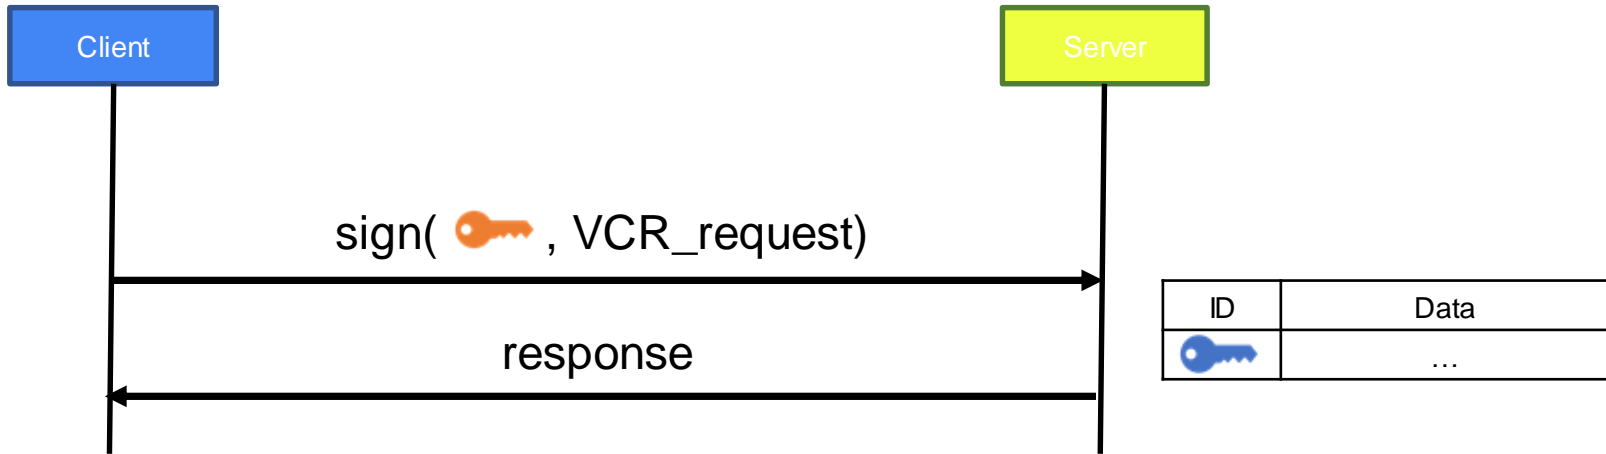 Client
Server
sign( , VCR_request)
ID Data
response
...